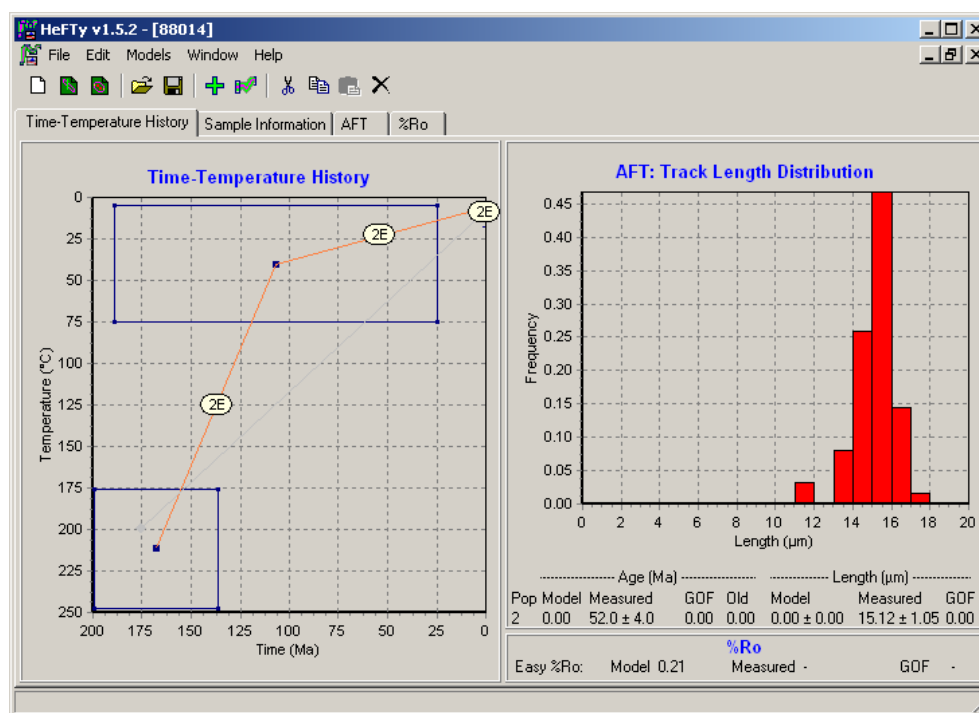 HeFTy v1.5.2 - [88014]
File Edit Models Window Help
Time-Temperature History Sample Information AFT %Ro
Time-Temperature History
0
25
50
75
100
125
150
175
200
225
250
Temperature (°C)
2E
2E
2E
200 175 150 125 100 75 50 25 0
Time (Ma)
AFT: Track Length Distribution
0.45
0.40
0.35
0.30
0.25
0.20
0.15
0.10
0.05
0.00
Frequency
0 2 4 6 8 10 12 14 16 18 20
Length (µm)
Age (Ma) Length (µm)
Pop Model Measured GOF Old Model Measured GOF
2 0.00 52.0 ± 4.0 0.00 0.00 0.00 ± 0.00 15.12 ± 1.05 0.00
%Ro
Easy %Ro: Model 0.21 Measured - GOF -